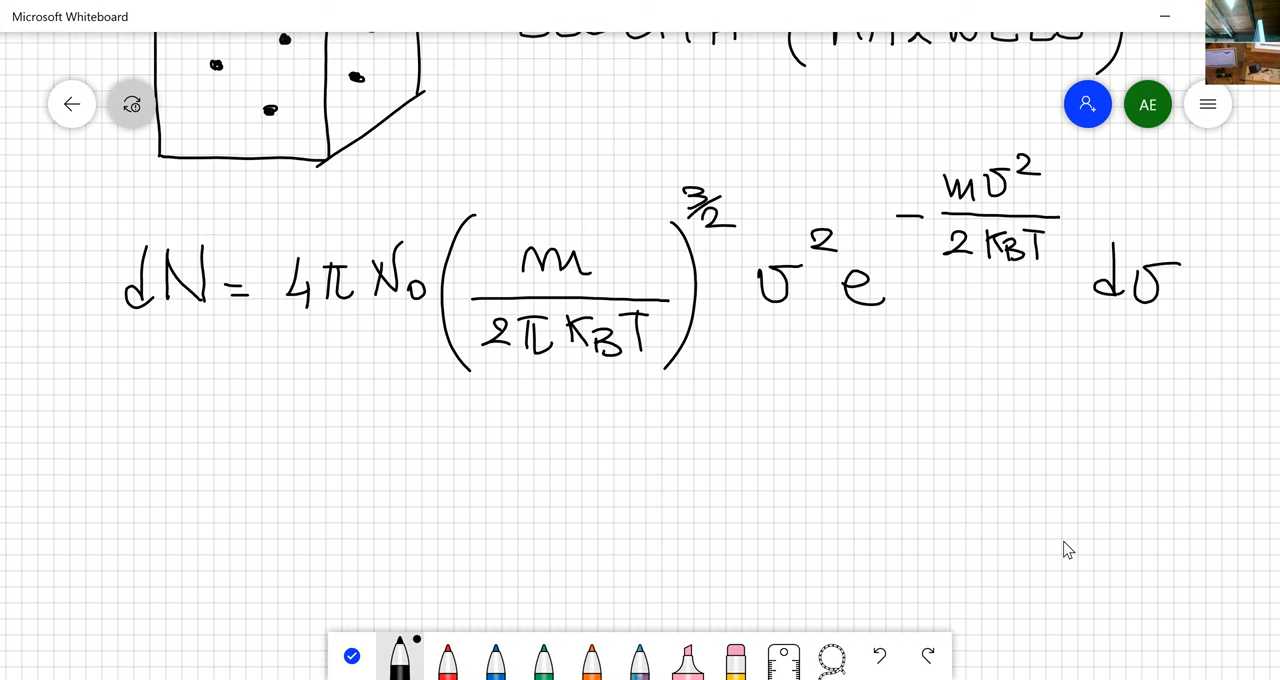 Microsoft Whiteboard
AE
dN = 4π N₀ (m / 2π K_B T)^{3/2} v² e^{-mv² / 2 K_B T} dv